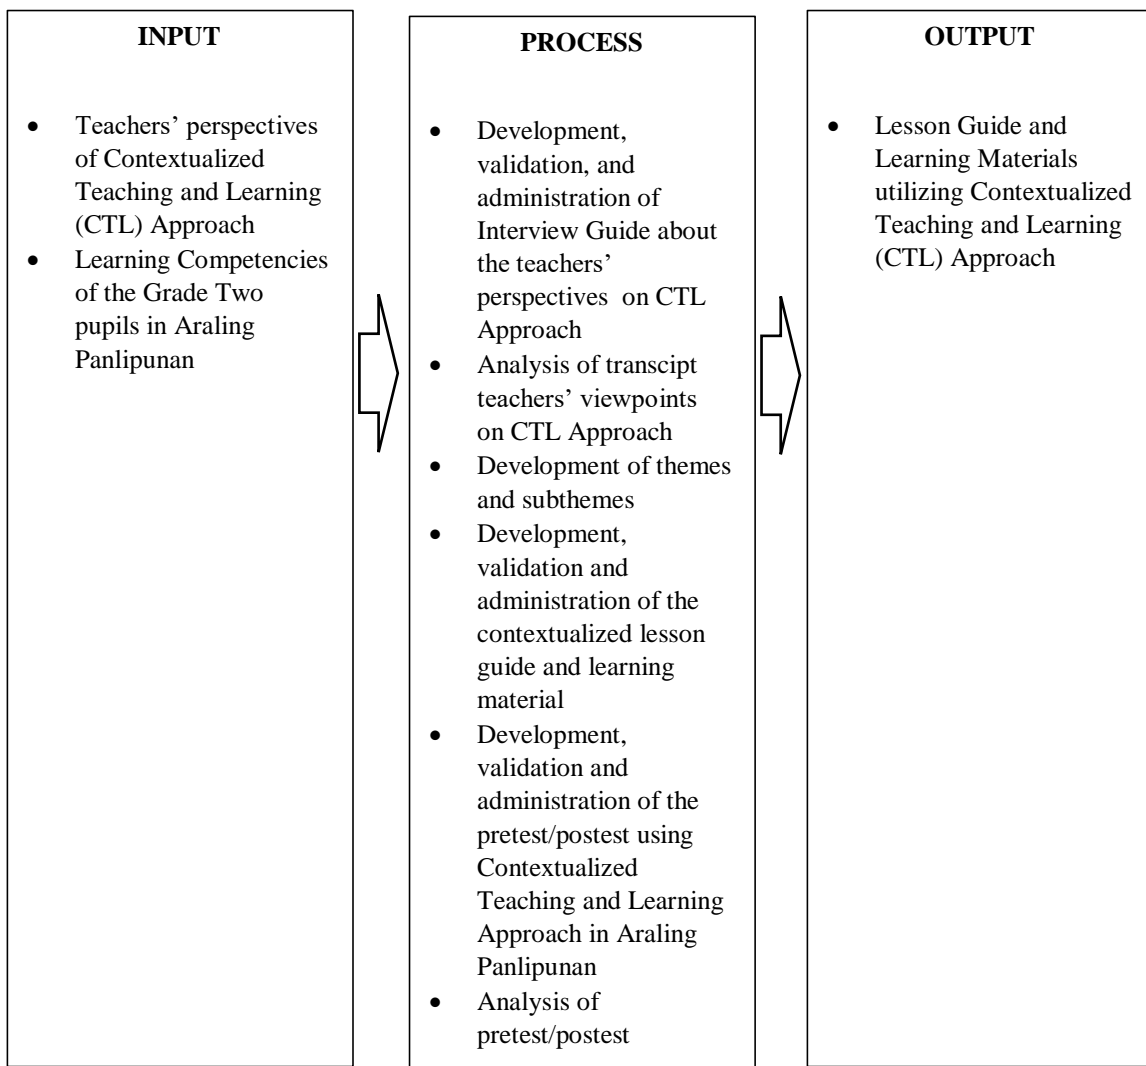 INPUT
• Teachers’ perspectives
of Contextualized
Teaching and Learning
(CTL) Approach
• Learning Competencies
of the Grade Two
pupils in Araling
Panlipunan
PROCESS
• Development,
validation, and
administration of
Interview Guide about
the teachers’
perspectives on CTL
Approach
• Analysis of transcipt
teachers’ viewpoints
on CTL Approach
• Development of themes
and subthemes
• Development,
validation and
administration of the
contextualized lesson
guide and learning
material
• Development,
validation and
administration of the
pretest/postest using
Contextualized
Teaching and Learning
Approach in Araling
Panlipunan
• Analysis of
pretest/postest
OUTPUT
• Lesson Guide and
Learning Materials
utilizing Contextualized
Teaching and Learning
(CTL) Approach